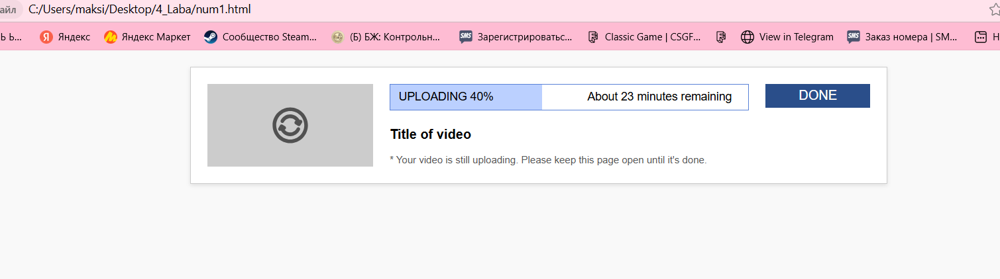 айл C:/Users/maksi/Desktop/4_Laba/num1.html
Ь Ь... Яндекс Яндекс Маркет Сообщество Steam... (Б) БЖ: Контрольн... SMS Зарегистрироватьс... Classic Game | CSGF... View in Telegram SMS Заказ номера | SM... Н
UPLOADING 40% About 23 minutes remaining DONE
Title of video
* Your video is still uploading. Please keep this page open until it's done.